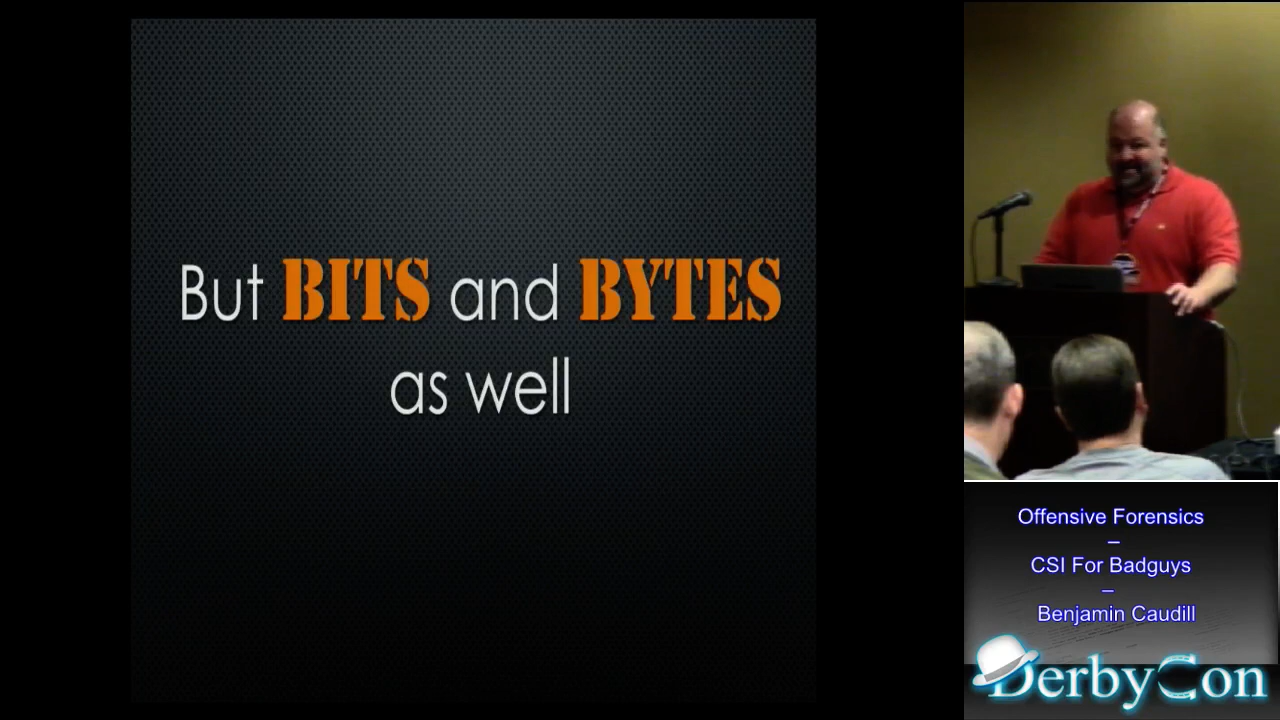 But BITS and BYTES
as well
Offensive Forensics
–
CSI For Badguys
–
Benjamin Caudill
DerbyCon